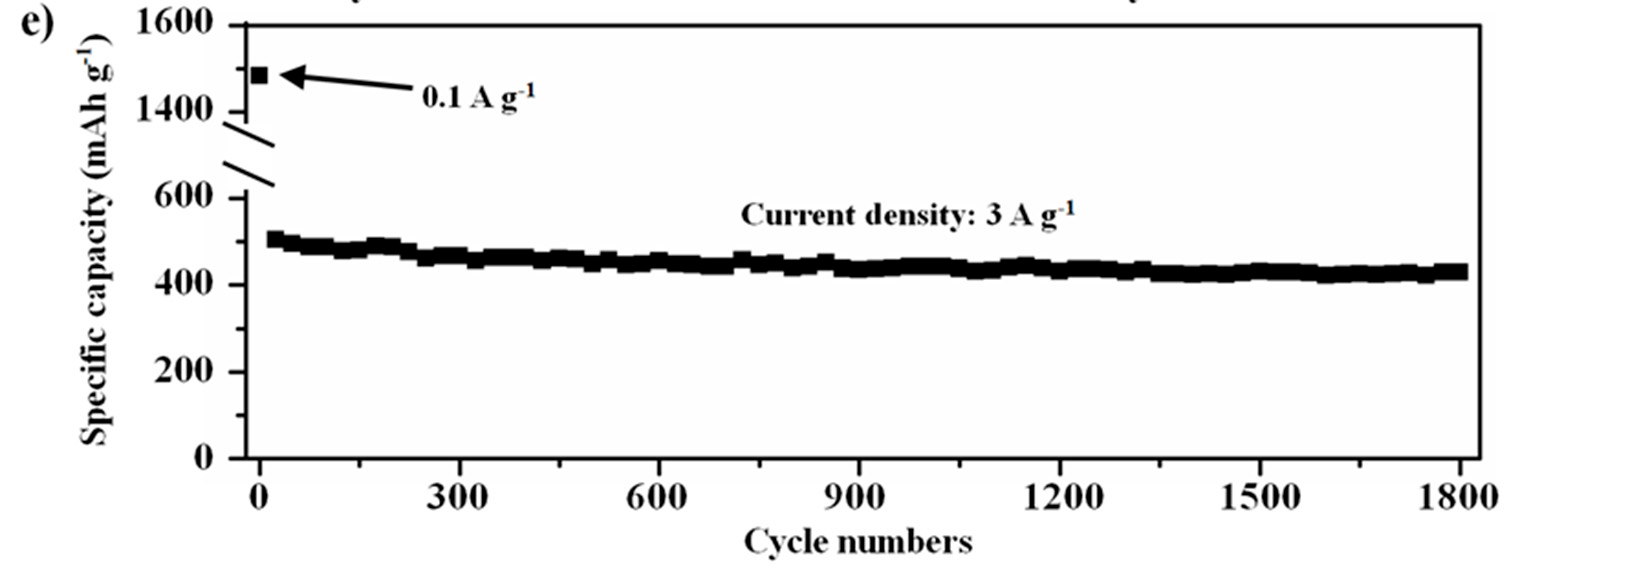 e)
1600
1400
600
400
200
0
Specific capacity (mAh g⁻¹)
0.1 A g⁻¹
Current density: 3 A g⁻¹
0 300 600 900 1200 1500 1800
Cycle numbers